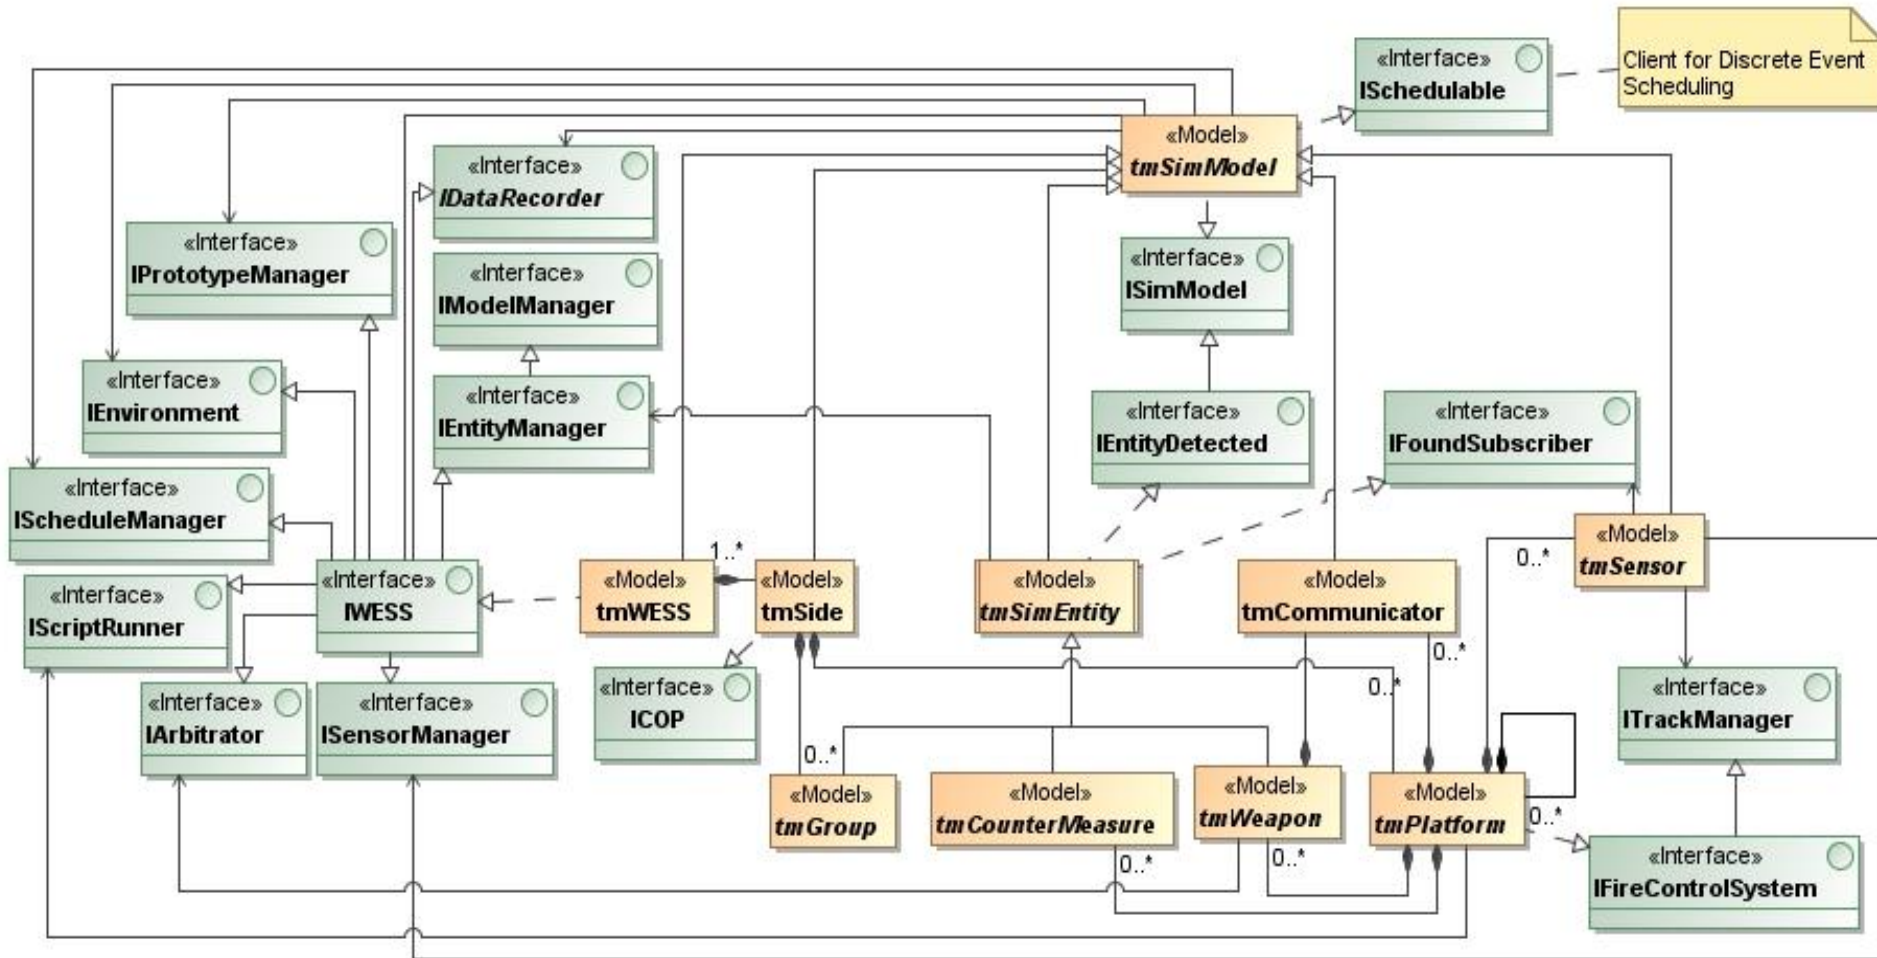 Client for Discrete Event
Scheduling
«Interface»
ISchedulable
«Model»
tmSimModel
«Interface»
IDataRecorder
«Interface»
IPrototypeManager
«Interface»
IModelManager
«Interface»
ISimModel
«Interface»
IEnvironment
«Interface»
IEntityManager
«Interface»
IEntityDetected
«Interface»
IFoundSubscriber
«Interface»
IScheduleManager
«Model»
tmSensor
0..*
1..*
«Interface»
IScriptRunner
«Interface»
IWESS
«Model»
tmWESS
«Model»
tmSide
«Model»
tmSimEntity
«Model»
tmCommunicator
0..*
0..*
«Interface»
IArbitrator
«Interface»
ISensorManager
«Interface»
ICOP
«Interface»
ITrackManager
0..*
«Model»
tmGroup
«Model»
tmCounterMeasure
«Model»
tmWeapon
«Model»
tmPlatform
0..*
0..*
0..*
«Interface»
IFireControlSystem